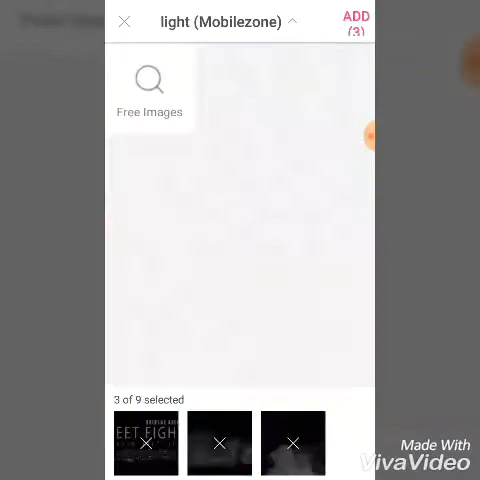 light (Mobilezone)
ADD
(3)
Free Images
3 of 9 selected
EET FIGH
Made With
VivaVideo